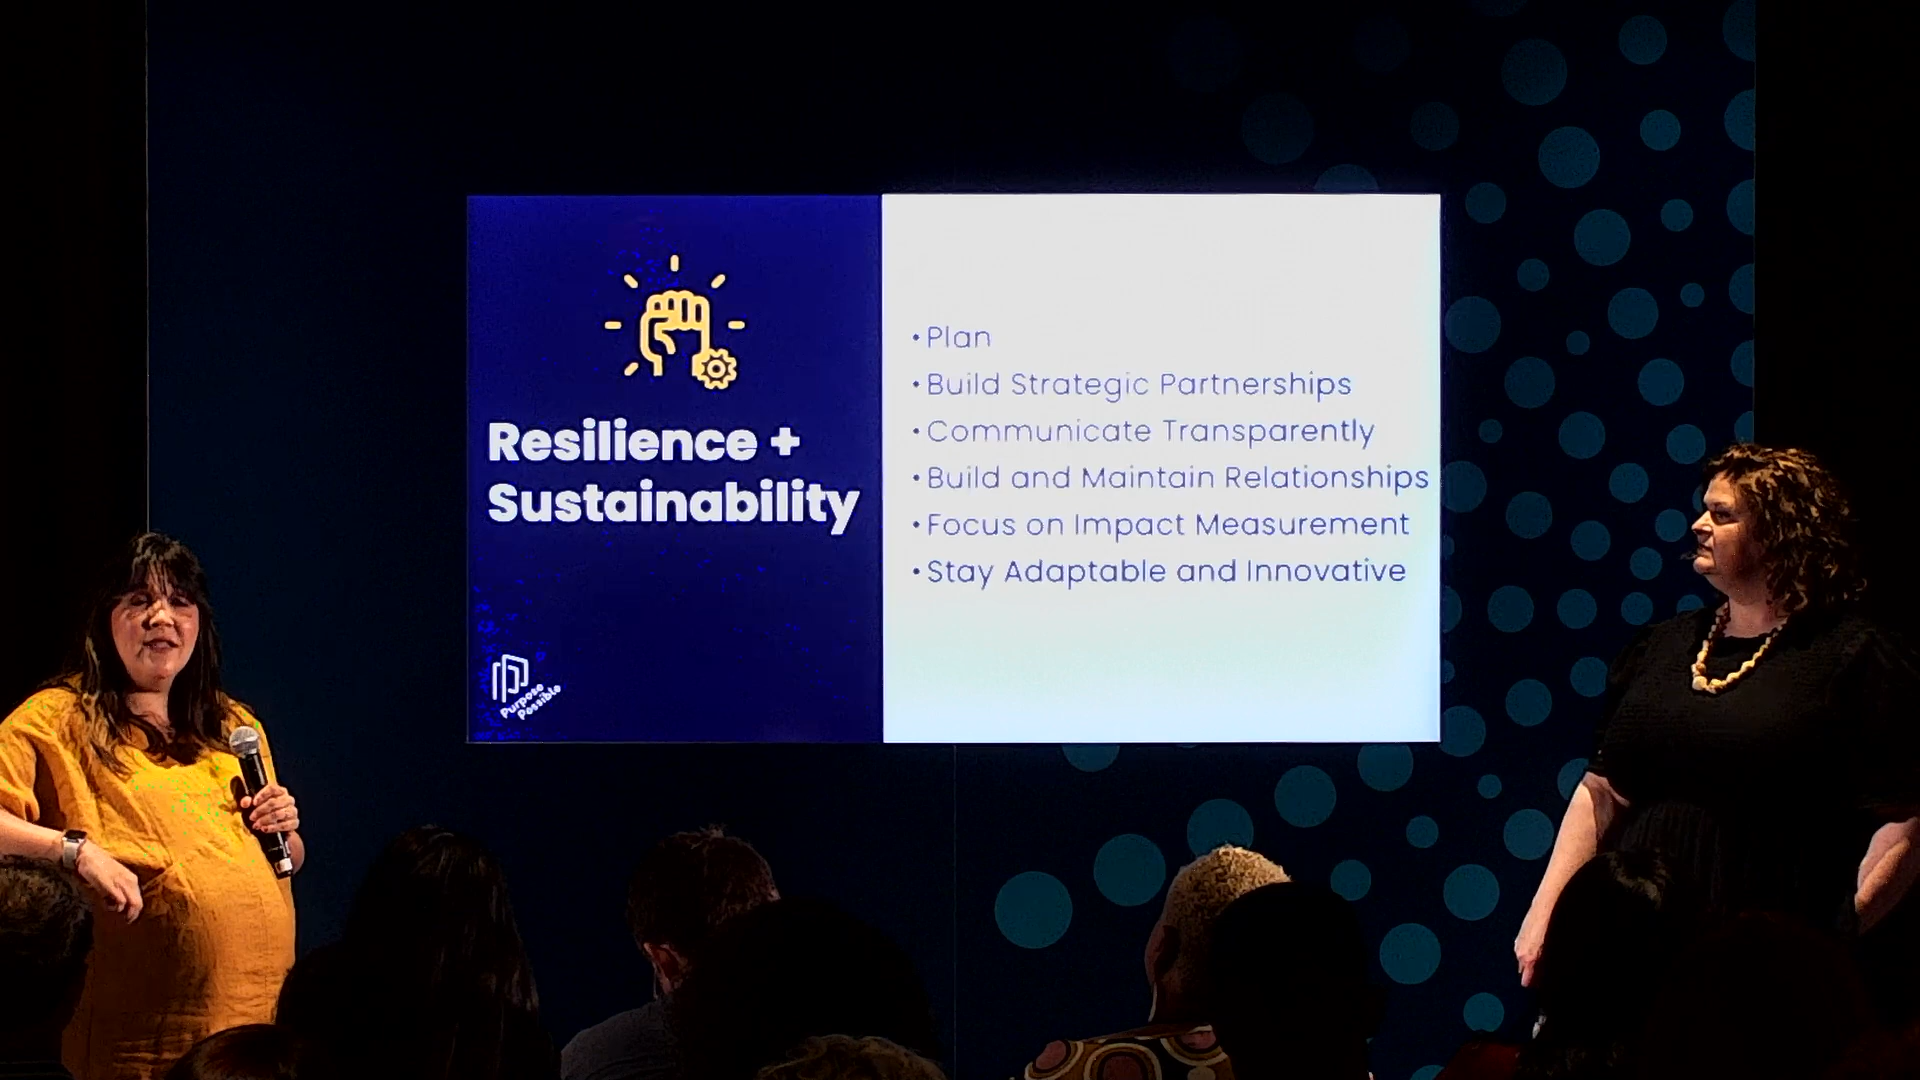 Resilience +
Sustainability
Purpose
Possible
• Plan
• Build Strategic Partnerships
• Communicate Transparently
• Build and Maintain Relationships
• Focus on Impact Measurement
• Stay Adaptable and Innovative